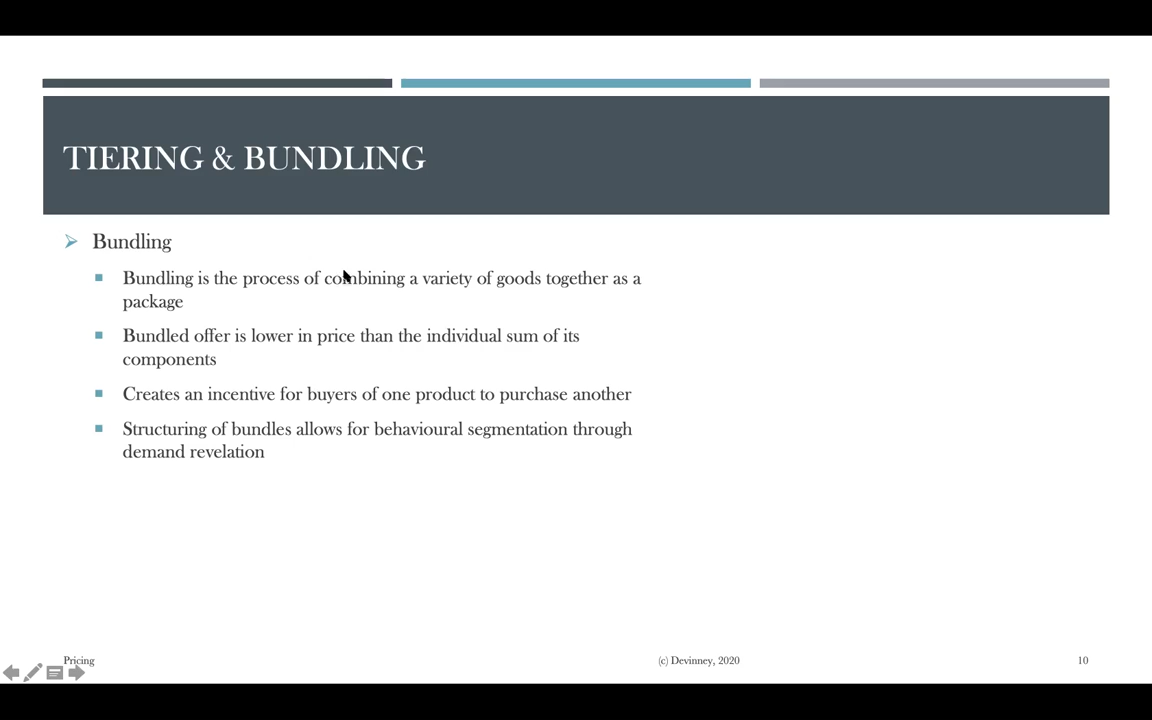 TIERING & BUNDLING
Bundling
Bundling is the process of combining a variety of goods together as a
package
Bundled offer is lower in price than the individual sum of its
components
Creates an incentive for buyers of one product to purchase another
Structuring of bundles allows for behavioural segmentation through
demand revelation
Pricing
(c) Devinney, 2020
10